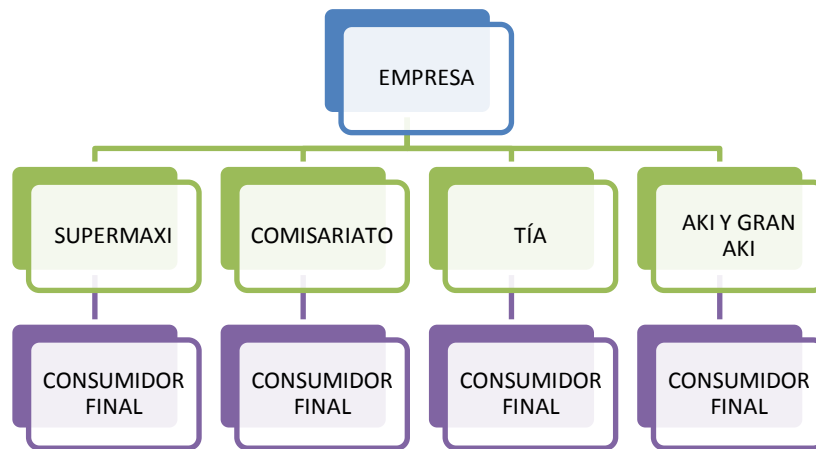 EMPRESA
SUPERMAXI
COMISARIATO
TÍA
AKI Y GRAN
AKI
CONSUMIDOR
FINAL
CONSUMIDOR
FINAL
CONSUMIDOR
FINAL
CONSUMIDOR
FINAL